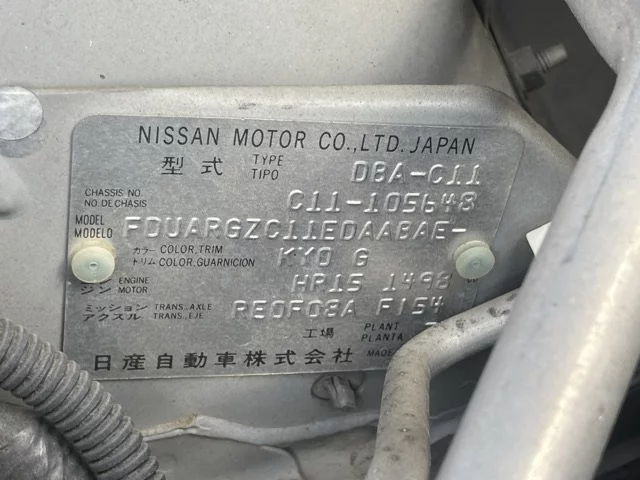 NISSAN MOTOR CO.,LTD. JAPAN
型式 TYPE TIPO DBA-C11
CHASSIS NO. NO. DE CHASIS C11-105648
MODEL MODELO FDUARGZC11EDAABAE-
カラー COLOR,TRIM トリム COLOR,GUARNICION KY0 G
ジン ENGINE MOTOR HR15 1498
ミッション TRANS.,AXLE アクスル TRANS.,EJE RE0F08A F154
工場 PLANT PLANTA
日産自動車株式会社 MADE